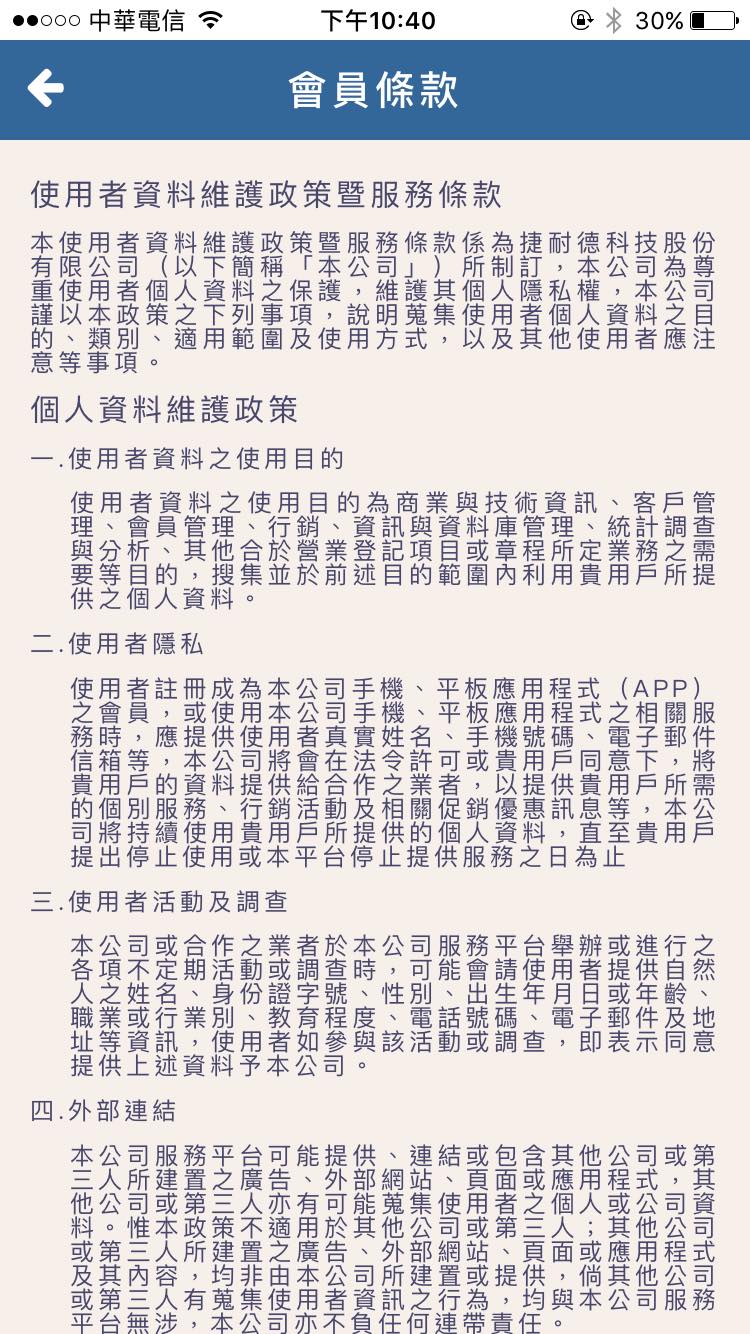 中華電信
下午10:40
30%
會員條款
使用者資料維護政策暨服務條款
本使用者資料維護政策暨服務條款係為捷耐德科技股份
有限公司（以下簡稱「本公司」）所制訂，本公司為尊
重使用者個人資料之保護，維護其個人隱私權，本公司
謹以本政策之下列事項，說明蒐集使用者個人資料之目
的、類別、適用範圍及使用方式，以及其他使用者應注
意等事項。
個人資料維護政策
一.使用者資料之使用目的
使用者資料之使用目的為商業與技術資訊、客戶管
理、會員管理、行銷、資訊與資料庫管理、統計調查
與分析、其他合於營業登記項目或章程所定業務之需
要等目的，搜集並於前述目的範圍內利用貴用戶所提
供之個人資料。
二.使用者隱私
使用者註冊成為本公司手機、平板應用程式（APP）
之會員，或使用本公司手機、平板應用程式之相關服
務時，應提供使用者真實姓名、手機號碼、電子郵件
信箱等，本公司將會在法令許可或貴用戶同意下，將
貴用戶的資料提供給合作之業者，以提供貴用戶所需
的個別服務、行銷活動及相關促銷優惠訊息等，本公
司將持續使用貴用戶所提供的個人資料，直至貴用戶
提出停止使用或本平台停止提供服務之日為止
三.使用者活動及調查
本公司或合作之業者於本公司服務平台舉辦或進行之
各項不定期活動或調查時，可能會請使用者提供自然
人之姓名、身份證字號、性別、出生年月日或年齡、
職業或行業別、教育程度、電話號碼、電子郵件及地
址等資訊，使用者如參與該活動或調查，即表示同意
提供上述資料予本公司。
四.外部連結
本公司服務平台可能提供、連結或包含其他公司或第
三人所建置之廣告、外部網站、頁面或應用程式，其
他公司或第三人亦有可能蒐集使用者之個人或公司資
料。惟本政策不適用於其他公司或第三人；其他公司
或第三人所建置之廣告、外部網站、頁面或應用程式
及其內容，均非由本公司所建置或提供，倘其他公司
或第三人有蒐集使用者資訊之行為，均與本公司服務
平台無涉，本公司亦不負任何連帶責任。